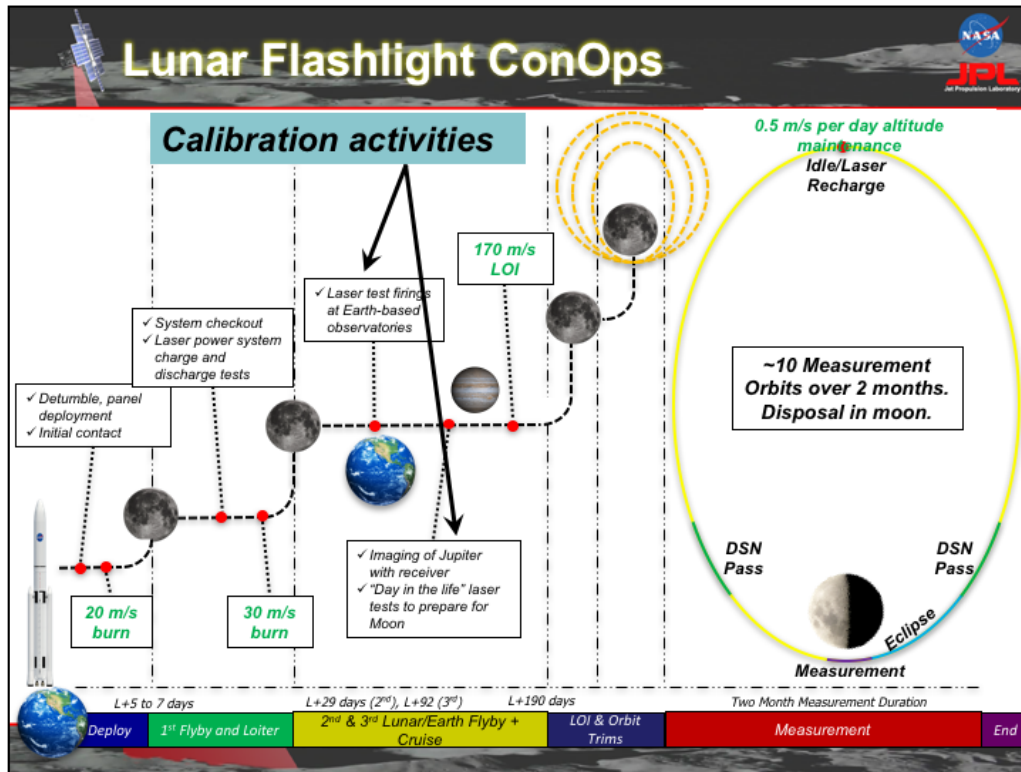 Lunar Flashlight ConOps
NASA
JPL
Jet Propulsion Laboratory
Calibration activities
0.5 m/s per day altitude
maintenance
Idle/Laser
Recharge
170 m/s
LOI
✓ Laser test firings
at Earth-based
observatories
✓ System checkout
✓ Laser power system
charge and
discharge tests
✓ Detumble, panel
deployment
✓ Initial contact
~10 Measurement
Orbits over 2 months.
Disposal in moon.
DSN
Pass
DSN
Pass
✓ Imaging of Jupiter
with receiver
✓ “Day in the life” laser
tests to prepare for
Moon
20 m/s
burn
30 m/s
burn
Eclipse
Measurement
L+5 to 7 days
L+29 days (2nd), L+92 (3rd)
L+190 days
Two Month Measurement Duration
Deploy
1st Flyby and Loiter
2nd & 3rd Lunar/Earth Flyby +
Cruise
LOI & Orbit
Trims
Measurement
End